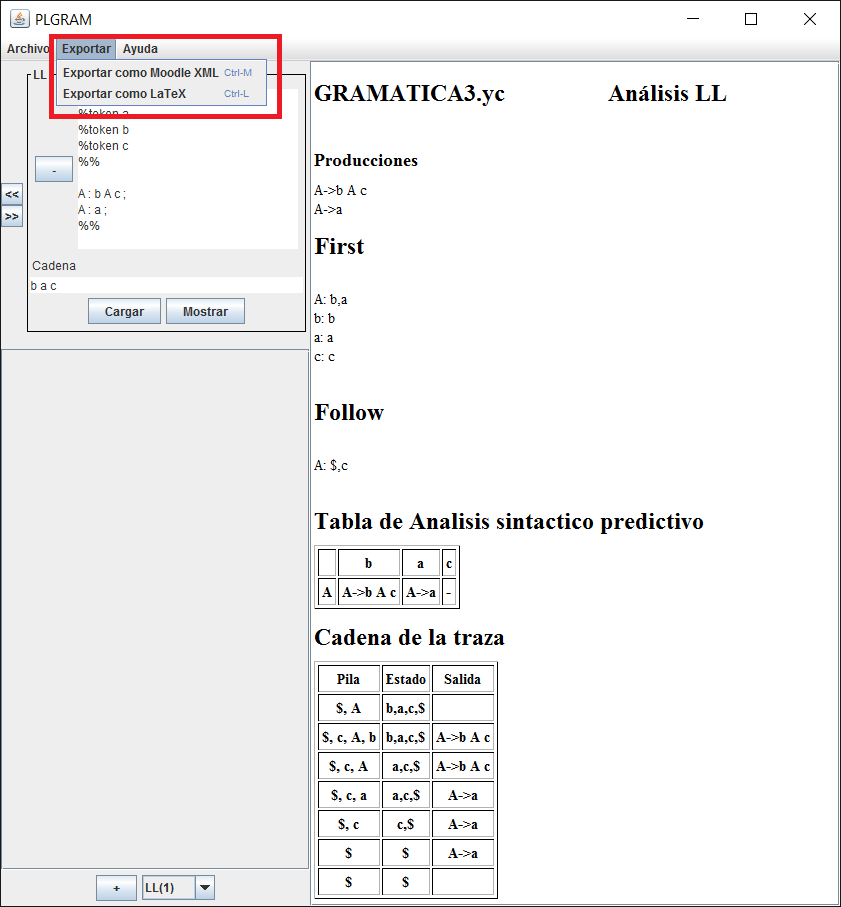 PLGRAM
Archivo Exportar Ayuda
Exportar como Moodle XML Ctrl-M
Exportar como LaTeX Ctrl-L
LL
%token a
%token b
%token c
%%
-
<<
>>
A : b A c ;
A : a ;
%%
Cadena
b a c
Cargar Mostrar
+ LL(1)
GRAMATICA3.yc Análisis LL
Producciones
A->b A c
A->a
First
A: b,a
b: b
a: a
c: c
Follow
A: $,c
Tabla de Analisis sintactico predictivo
b a c
A A->b A c A->a -
Cadena de la traza
Pila Estado Salida
$, A b,a,c,$
$, c, A, b b,a,c,$ A->b A c
$, c, A a,c,$ A->b A c
$, c, a a,c,$ A->a
$, c c,$ A->a
$ $ A->a
$ $